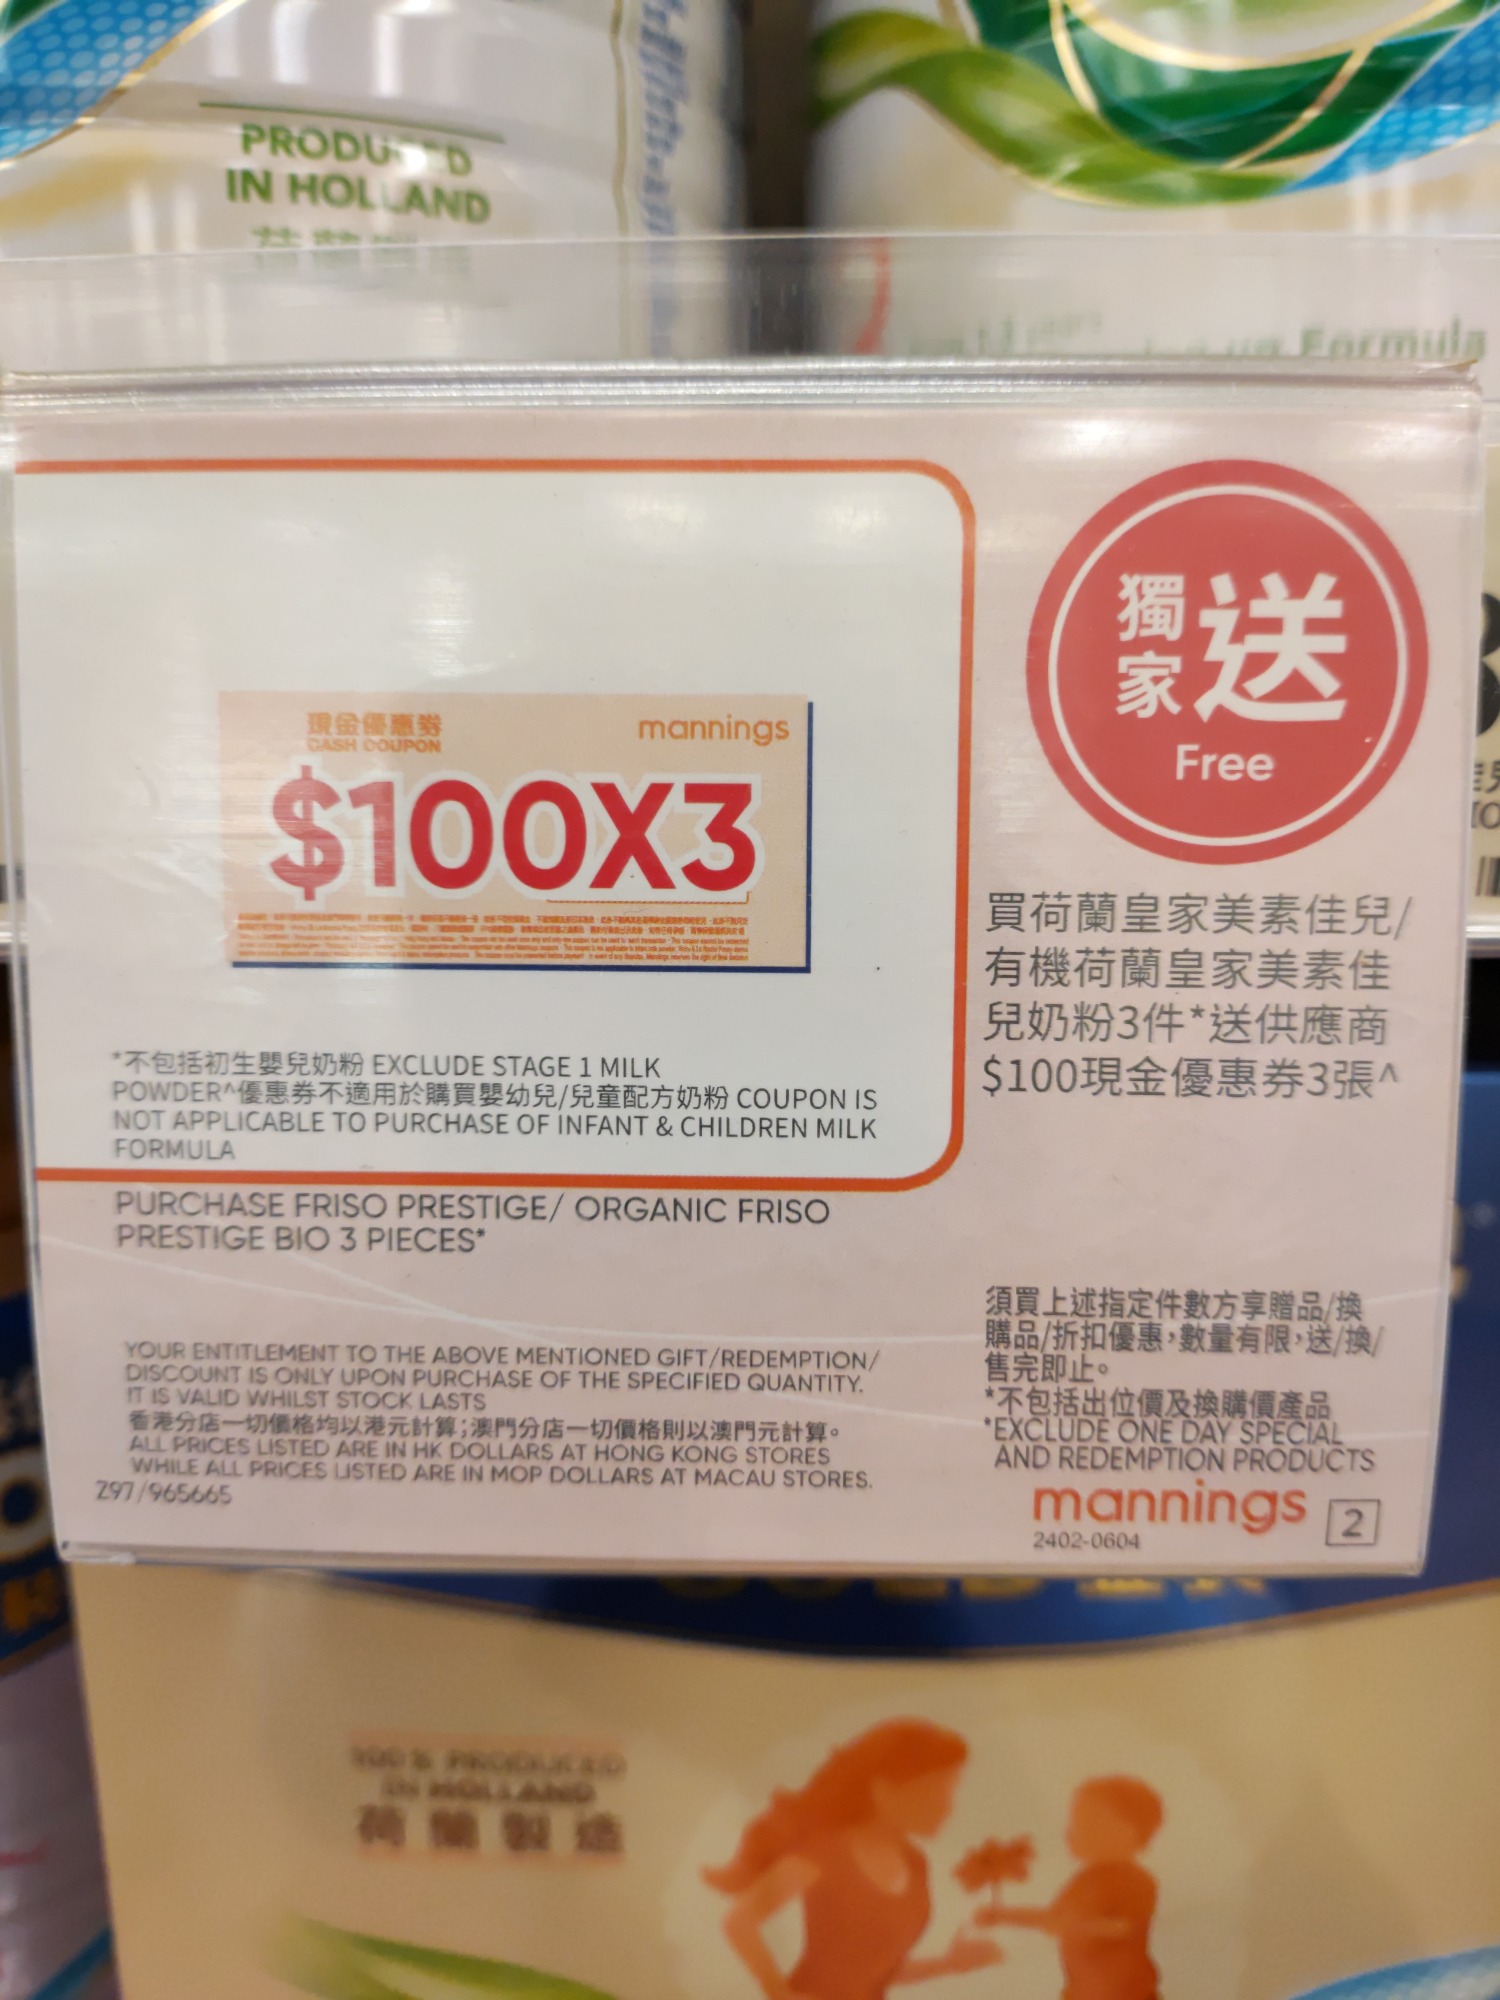 PRODUCED
IN HOLLAND
Formula
獨家送
Free
現金優惠券
CASH COUPON
mannings
$100X3
買荷蘭皇家美素佳兒/
有機荷蘭皇家美素佳
兒奶粉3件*送供應商
$100現金優惠券3張^
*不包括初生嬰兒奶粉 EXCLUDE STAGE 1 MILK
POWDER^優惠券不適用於購買嬰幼兒/兒童配方奶粉 COUPON IS
NOT APPLICABLE TO PURCHASE OF INFANT & CHILDREN MILK
FORMULA
PURCHASE FRISO PRESTIGE/ ORGANIC FRISO
PRESTIGE BIO 3 PIECES*
YOUR ENTITLEMENT TO THE ABOVE MENTIONED GIFT/REDEMPTION/
DISCOUNT IS ONLY UPON PURCHASE OF THE SPECIFIED QUANTITY.
IT IS VALID WHILST STOCK LASTS
香港分店一切價格均以港元計算;澳門分店一切價格則以澳門元計算。
ALL PRICES LISTED ARE IN HK DOLLARS AT HONG KONG STORES
WHILE ALL PRICES LISTED ARE IN MOP DOLLARS AT MACAU STORES.
Z97/965665
須買上述指定件數方享贈品/換
購品/折扣優惠，數量有限，送/換/
售完即止。
*不包括出位價及換購價產品
*EXCLUDE ONE DAY SPECIAL
AND REDEMPTION PRODUCTS
mannings 2
2402-0604
100% PRODUCED
IN HOLLAND
荷蘭製造